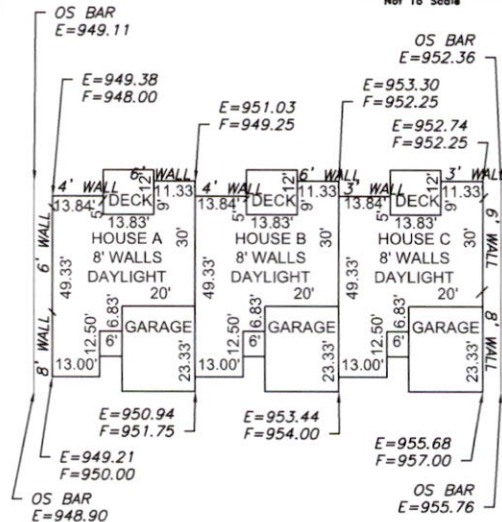 Not To Scale
OS BAR
E=949.11
OS BAR
E=952.36
E=949.38
F=948.00
E=953.30
F=952.25
E=951.03
F=949.25
E=952.74
F=952.25
6' WALL
6' WALL
3' WALL
4' WALL
12'
11.33'
4' WALL
12'
11.33'
3' WALL
12'
11.33'
13.84'
5'
DECK
9'
13.84'
5'
DECK
9'
13.84'
5'
DECK
9'
13.83'
13.83'
13.83'
6' WALL
HOUSE A
8' WALLS
DAYLIGHT
30'
HOUSE B
8' WALLS
DAYLIGHT
30'
HOUSE C
8' WALLS
DAYLIGHT
30'
6' WALL
49.33'
49.33'
49.33'
20'
20'
20'
8' WALL
12.50'
6.83'
GARAGE
12.50'
6.83'
GARAGE
12.50'
6.83'
GARAGE
8' WALL
6'
6'
6'
13.00'
23.33'
13.00'
23.33'
13.00'
23.33'
E=950.94
F=951.75
E=953.44
F=954.00
E=955.68
F=957.00
E=949.21
F=950.00
OS BAR
E=948.90
OS BAR
E=955.76